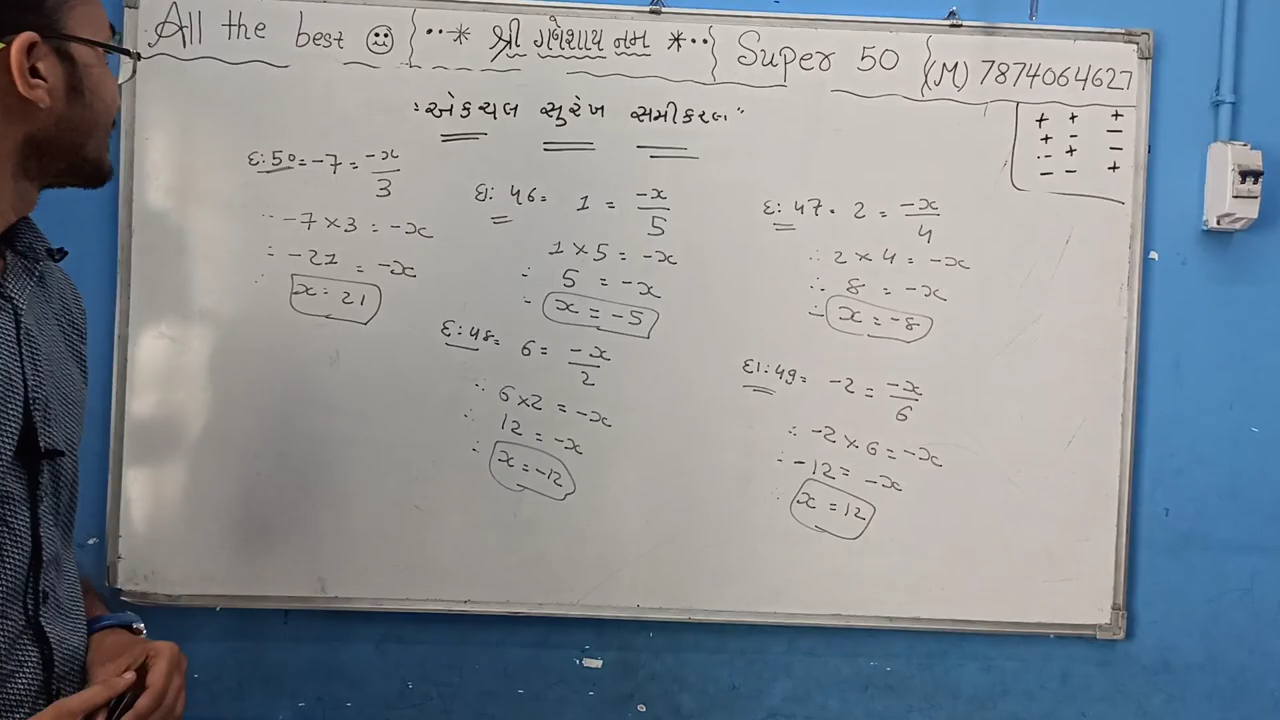 All the best ☺ {··* શ્રી ગણેશાય નમ *··} Super 50 {(M) 7874064627
"એકચલ સુરેખ સમીકરણ"
+ + +
+ - -
- + -
- - +
દા:50 = -7 = -x/3
∴ -7 × 3 = -x
∴ -21 = -x
∴ x = 21
દા: 46 = 1 = -x/5
1 × 5 = -x
∴ 5 = -x
∴ x = -5
દા: 47 = 2 = -x/4
∴ 2 × 4 = -x
∴ 8 = -x
∴ x = -8
દા:48 = 6 = -x/2
∴ 6 × 2 = -x
∴ 12 = -x
∴ x = -12
દા:49 = -2 = -x/6
∴ -2 × 6 = -x
∴ -12 = -x
∴ x = 12